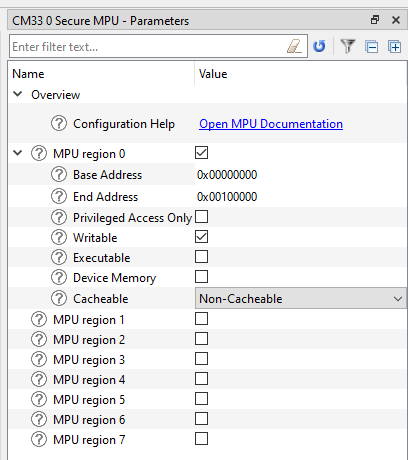 CM33 0 Secure MPU - Parameters
Enter filter text...
Name Value
Overview
Configuration Help Open MPU Documentation
MPU region 0
Base Address 0x00000000
End Address 0x00100000
Privileged Access Only
Writable
Executable
Device Memory
Cacheable Non-Cacheable
MPU region 1
MPU region 2
MPU region 3
MPU region 4
MPU region 5
MPU region 6
MPU region 7